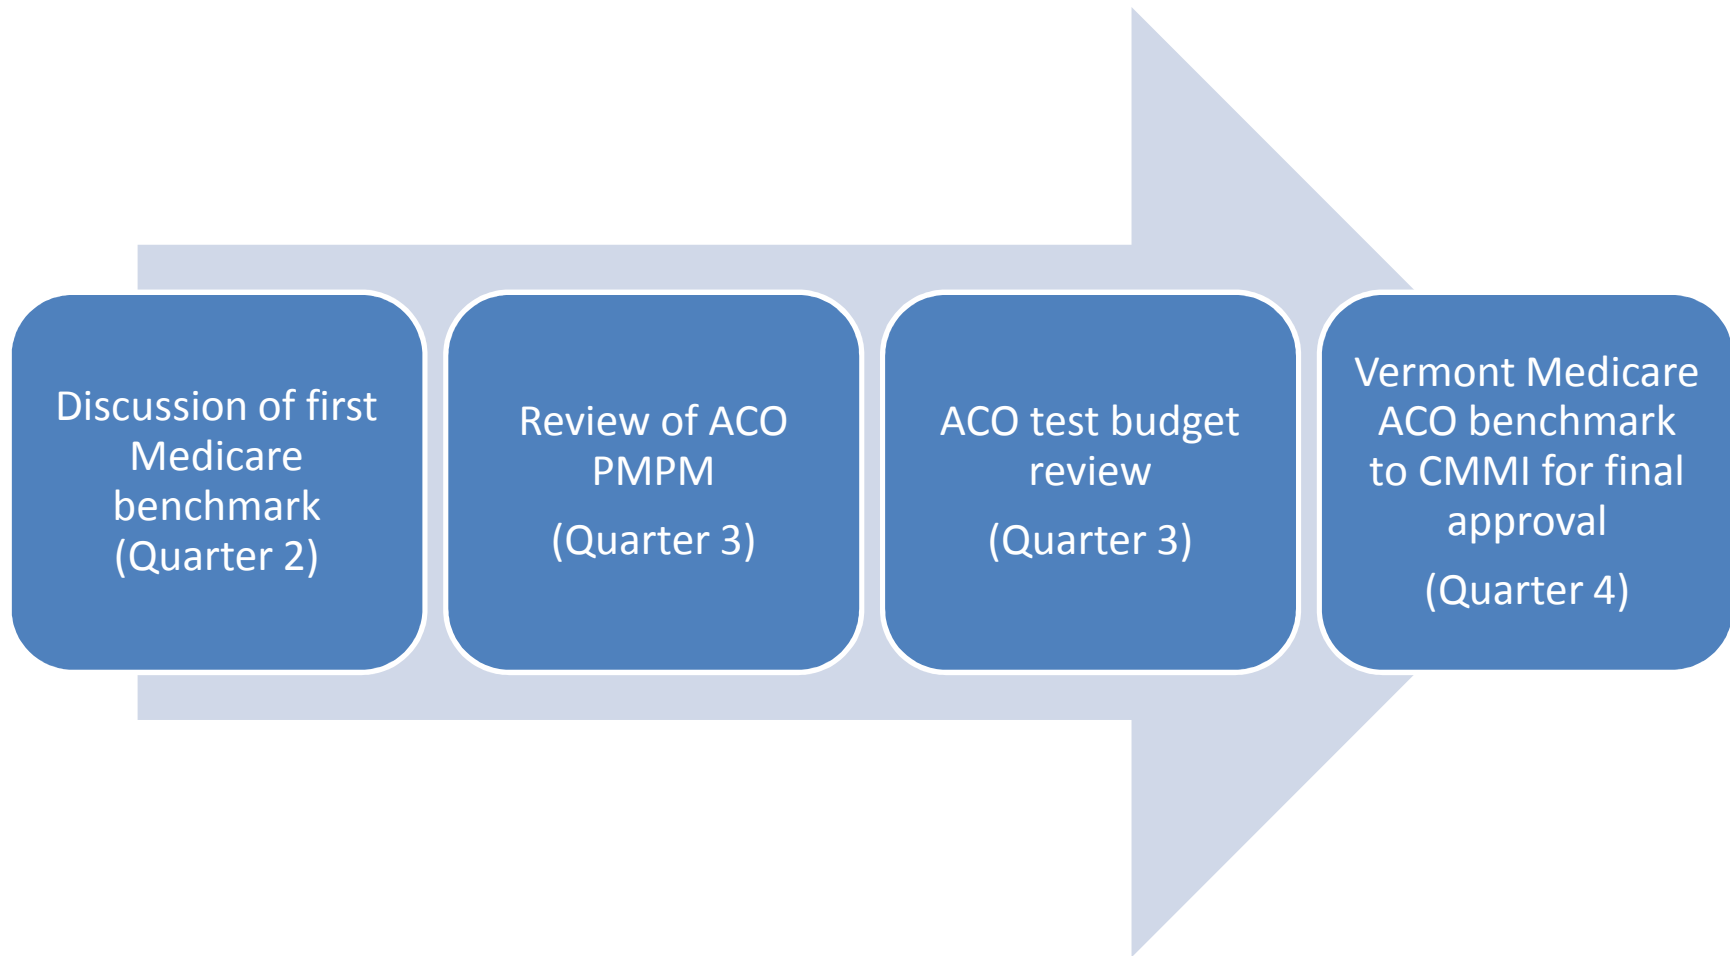 Discussion of first
Medicare
benchmark
(Quarter 2)
Review of ACO
PMPM
(Quarter 3)
ACO test budget
review
(Quarter 3)
Vermont Medicare
ACO benchmark
to CMMI for final
approval
(Quarter 4)